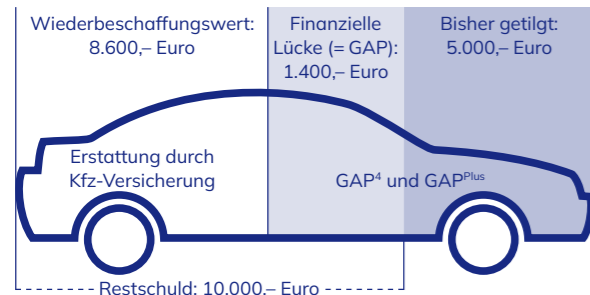 Wiederbeschaffungswert:
8.600,– Euro
Finanzielle
Lücke (= GAP):
1.400,– Euro
Bisher getilgt:
5.000,– Euro
Erstattung durch
Kfz-Versicherung
GAP⁴ und GAPᴾˡᵘˢ
Restschuld: 10.000,– Euro